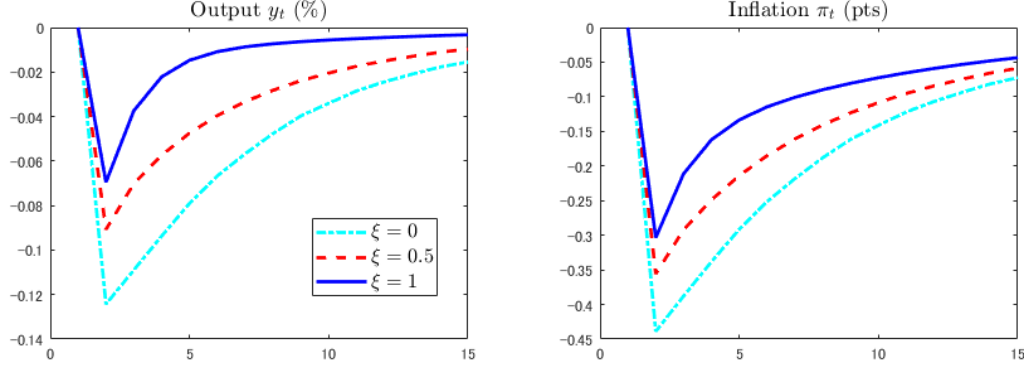 Output y_t (%)
0
−0.02
−0.04
−0.06
−0.08
−0.1
−0.12
−0.14
0 5 10 15
ξ = 0
ξ = 0.5
ξ = 1
Inflation π_t (pts)
0
−0.05
−0.1
−0.15
−0.2
−0.25
−0.3
−0.35
−0.4
−0.45
0 5 10 15